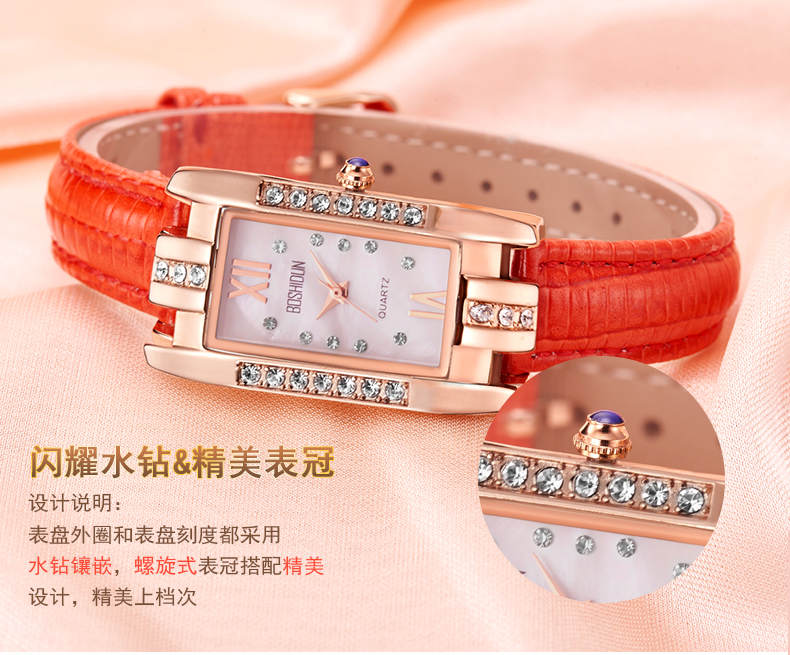 XII
BOSHIDUN
QUARTZ
VI
闪耀水钻&精美表冠
设计说明：
表盘外圈和表盘刻度都采用
水钻镶嵌，螺旋式表冠搭配精美
设计，精美上档次